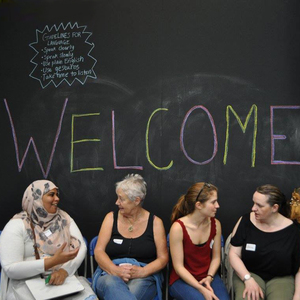 GUIDELINES FOR
LANGUAGE
- Speak clearly
- Speak slowly
- Use plain English
- Use gestures
Take time to listen
WELCOME